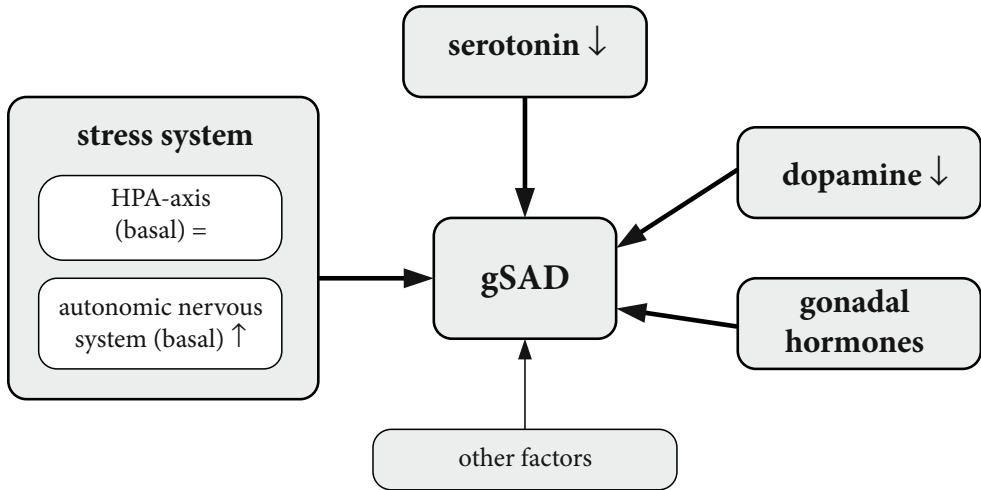 serotonin ↓
stress system
HPA-axis
(basal) =
autonomic nervous
system (basal) ↑
dopamine ↓
gSAD
gonadal
hormones
other factors